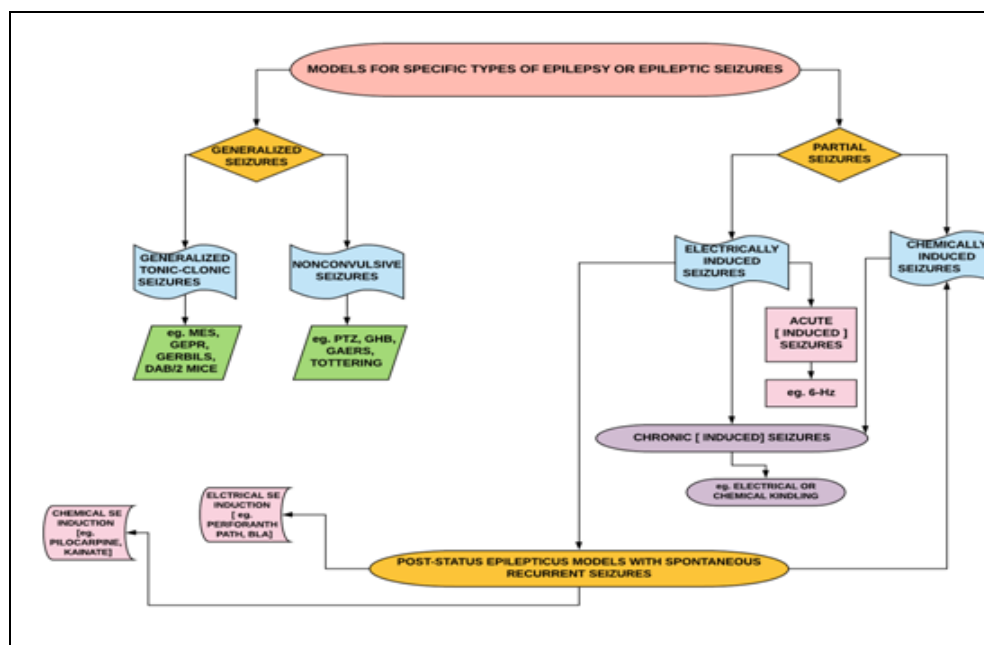 MODELS FOR SPECIFIC TYPES OF EPILEPSY OR EPILEPTIC SEIZURES
GENERALIZED
SEIZURES
PARTIAL
SEIZURES
GENERALIZED
TONIC-CLONIC
SEIZURES
NONCONVULSIVE
SEIZURES
ELECTRICALLY
INDUCED
SEIZURES
CHEMICALLY
INDUCED
SEIZURES
eg. MES,
GEPR,
GERBILS,
DAB/2 MICE
eg. PTZ, GHB,
GAERS,
TOTTERING
ACUTE
[ INDUCED ]
SEIZURES
eg. 6-Hz
CHRONIC [ INDUCED] SEIZURES
eg. ELECTRICAL OR
CHEMICAL KINDLING
ELCTRICAL SE
INDUCTION
[ eg.
PERFORANTH
PATH, BLA]
CHEMICAL SE
INDUCTION
[eg.
PILOCARPINE,
KAINATE]
POST-STATUS EPILEPTICUS MODELS WITH SPONTANEOUS
RECURRENT SEIZURES